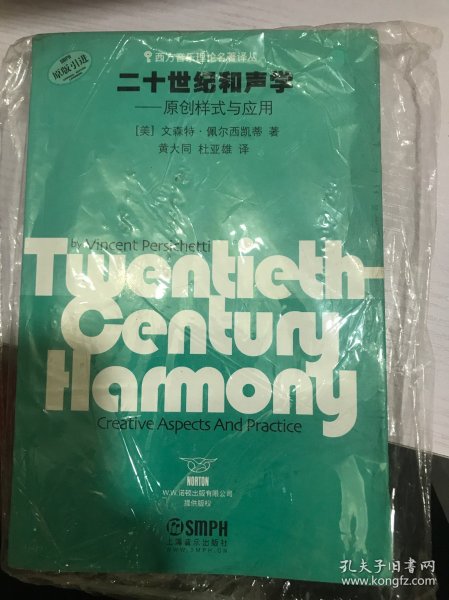 西方音乐理论名著译丛
原版引进
二十世纪和声学
——原创样式与应用
[美] 文森特·佩尔西凯蒂 著
黄大同 杜亚雄 译
by Vincent Persichetti
Twentieth-
Century
Harmony
Creative Aspects And Practice
NORTON
W.W.诺顿出版有限公司
提供版权
SMPH
上海音乐出版社
WWW.SMPH.CN
孔夫子旧书网
www.kongfz.com